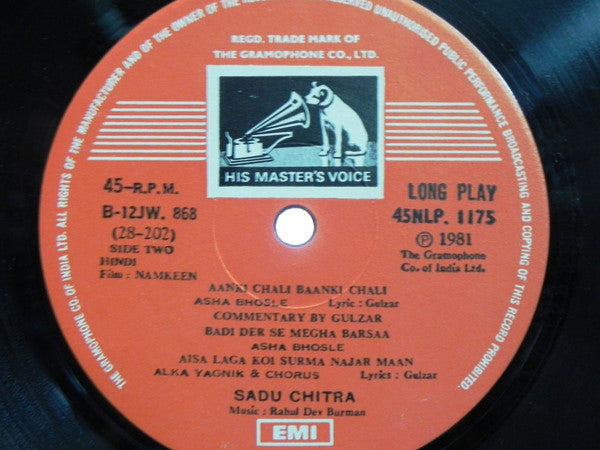 REGD. TRADE MARK OF
THE GRAMOPHONE CO., LTD.
HIS MASTER'S VOICE
45-R.P.M.
B-12JW. 868
(28-202)
SIDE TWO
HINDI
Film : NAMKEEN
LONG PLAY
45NLP. 1175
Ⓟ 1981
The Gramophone
Co. of India Ltd.
AANKI CHALI BAANKI CHALI
ASHA BHOSLE Lyric : Gulzar
COMMENTARY BY GULZAR
BADI DER SE MEGHA BARSAA
ASHA BHOSLE
AISA LAGA KOI SURMA NAJAR MAAN
ALKA YAGNIK & CHORUS Lyrics : Gulzar
SADU CHITRA
Music : Rahul Dev Burman
EMI
THE GRAMOPHONE CO. OF INDIA LTD. ALL RIGHTS OF THE MANUFACTURER AND OF THE OWNER OF THE UNAUTHORISED PUBLIC PERFORMANCE BROADCASTING AND COPYING OF THIS RECORD PROHIBITED.